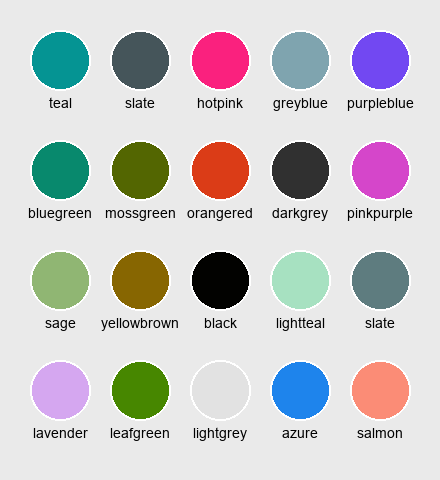 teal slate hotpink greyblue purpleblue
bluegreen mossgreen orangered darkgrey pinkpurple
sage yellowbrown black lightteal slate
lavender leafgreen lightgrey azure salmon